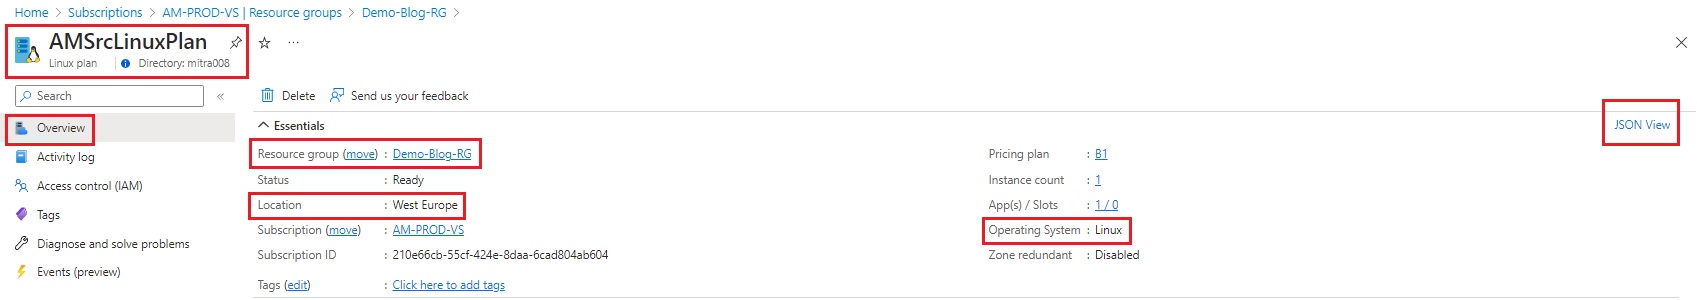 Home > Subscriptions > AM-PROD-VS | Resource groups > Demo-Blog-RG >
AMSrcLinuxPlan
Linux plan | Directory: mitra008
Search
Overview
Activity log
Access control (IAM)
Tags
Diagnose and solve problems
Events (preview)
Delete
Send us your feedback
Essentials
JSON View
Resource group (move) : Demo-Blog-RG
Status : Ready
Location : West Europe
Subscription (move) : AM-PROD-VS
Subscription ID : 210e66cb-55cf-424e-8daa-6cad804ab604
Tags (edit) : Click here to add tags
Pricing plan : B1
Instance count : 1
App(s) / Slots : 1 / 0
Operating System : Linux
Zone redundant : Disabled